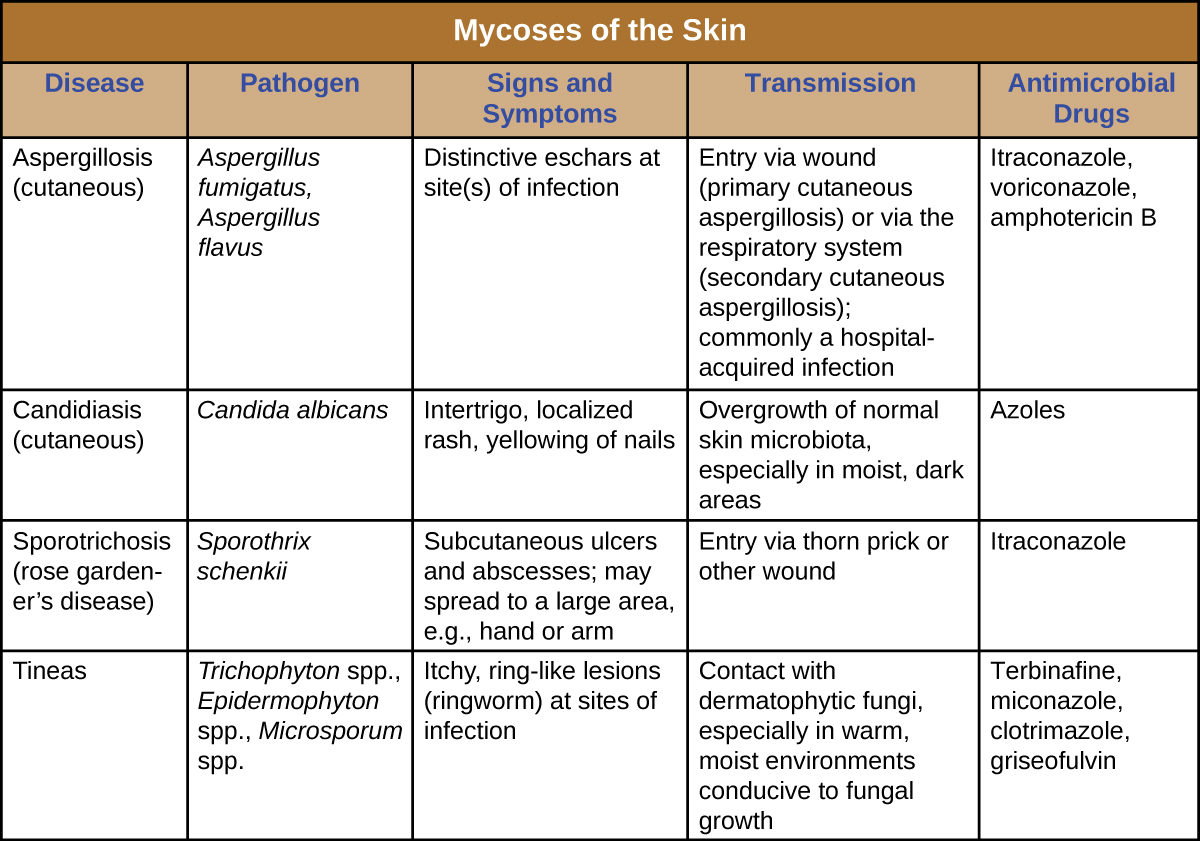 Mycoses of the Skin
Disease
Pathogen
Signs and
Symptoms
Transmission
Antimicrobial
Drugs
Aspergillosis
(cutaneous)
Aspergillus
fumigatus,
Aspergillus
flavus
Distinctive eschars at
site(s) of infection
Entry via wound
(primary cutaneous
aspergillosis) or via the
respiratory system
(secondary cutaneous
aspergillosis);
commonly a hospital-
acquired infection
Itraconazole,
voriconazole,
amphotericin B
Candidiasis
(cutaneous)
Candida albicans
Intertrigo, localized
rash, yellowing of nails
Overgrowth of normal
skin microbiota,
especially in moist, dark
areas
Azoles
Sporotrichosis
(rose garden-
er’s disease)
Sporothrix
schenkii
Subcutaneous ulcers
and abscesses; may
spread to a large area,
e.g., hand or arm
Entry via thorn prick or
other wound
Itraconazole
Tineas
Trichophyton spp.,
Epidermophyton
spp., Microsporum
spp.
Itchy, ring-like lesions
(ringworm) at sites of
infection
Contact with
dermatophytic fungi,
especially in warm,
moist environments
conducive to fungal
growth
Terbinafine,
miconazole,
clotrimazole,
griseofulvin